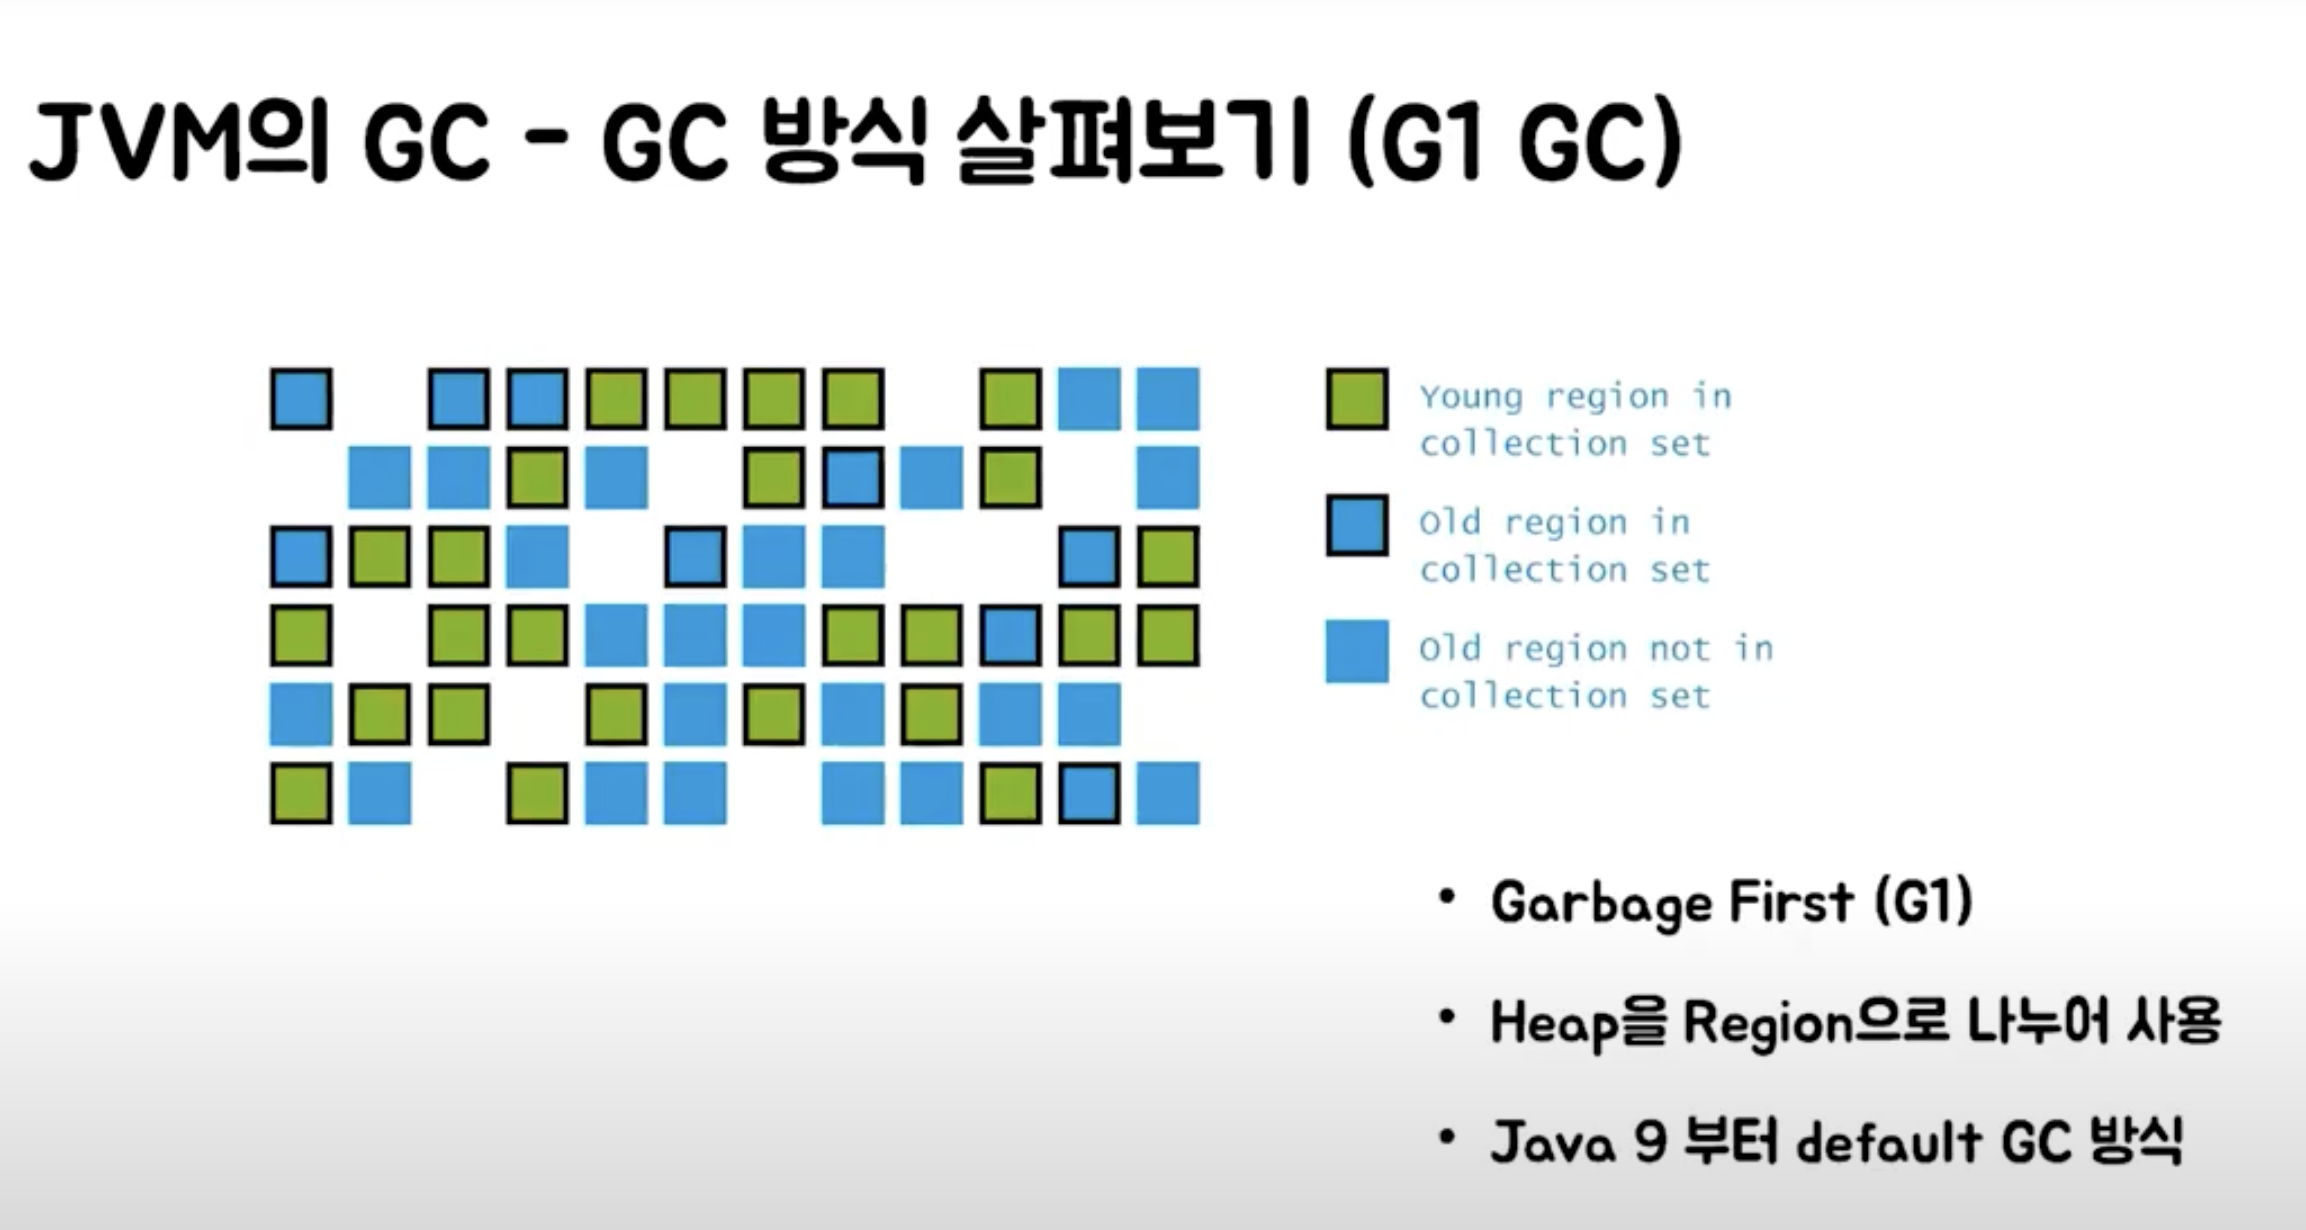 JVM의 GC - GC 방식 살펴보기 (G1 GC)
Young region in
collection set
Old region in
collection set
Old region not in
collection set
• Garbage First (G1)
• Heap을 Region으로 나누어 사용
• Java 9 부터 default GC 방식